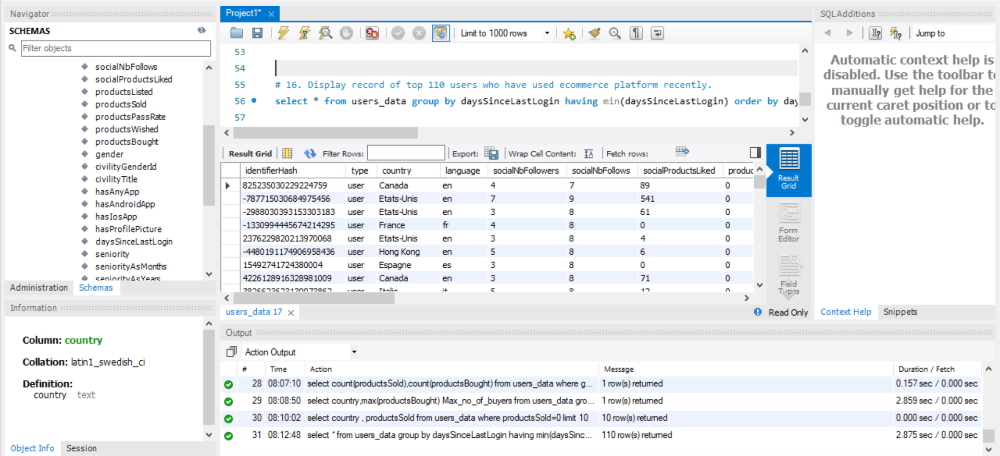 Navigator
SCHEMAS
Filter objects
socialNbFollows
socialProductsLiked
productsListed
productsSold
productsPassRate
productsWished
productsBought
gender
civilityGenderId
civilityTitle
hasAnyApp
hasAndroidApp
hasIosApp
hasProfilePicture
daysSinceLastLogin
seniority
seniorityAsMonths
seniorityAsYears
Administration Schemas
Information
Column: country
Collation: latin1_swedish_ci
Definition:
country text
Object Info Session
Project1*
Limit to 1000 rows
53
54
55 # 16. Display record of top 110 users who have used ecommerce platform recently.
56 select * from users_data group by daysSinceLastLogin having min(daysSinceLastLogin) order by day
57
Result Grid Filter Rows: Export: Wrap Cell Content: Fetch rows:
identifierHash type country language socialNbFollowers socialNbFollows socialProductsLiked produc
825235030229224759 user Canada en 4 7 89 0
-787715030684975456 user Etats-Unis en 7 9 541 0
-2988030393153303183 user Etats-Unis en 3 8 61 0
-1330994445674214295 user France fr 4 8 0 0
2376229820213970068 user Etats-Unis en 3 8 4 0
-4480191174906958436 user Hong Kong en 5 8 6 0
15492741724380004 user Espagne es 3 8 0 0
4226128916328981009 user Canada en 3 8 71 0
user Italie it 5 8 12 0
Result
Grid
Form
Editor
Field
Types
users_data 17
Read Only
SQLAdditions
Jump to
Automatic context help is
disabled. Use the toolbar to
manually get help for the
current caret position or to
toggle automatic help.
Context Help Snippets
Output
Action Output
# Time Action Message Duration / Fetch
28 08:07:10 select count(productsSold),count(productsBought) from users_data where g... 1 row(s) returned 0.157 sec / 0.000 sec
29 08:08:50 select country,max(productsBought) Max_no_of_buyers from users_data gro... 1 row(s) returned 2.859 sec / 0.000 sec
30 08:10:02 select country , productsSold from users_data where productsSold=0 limit 10 10 row(s) returned 0.000 sec / 0.000 sec
31 08:12:48 select * from users_data group by daysSinceLastLogin having min(daysSinc... 110 row(s) returned 2.875 sec / 0.000 sec